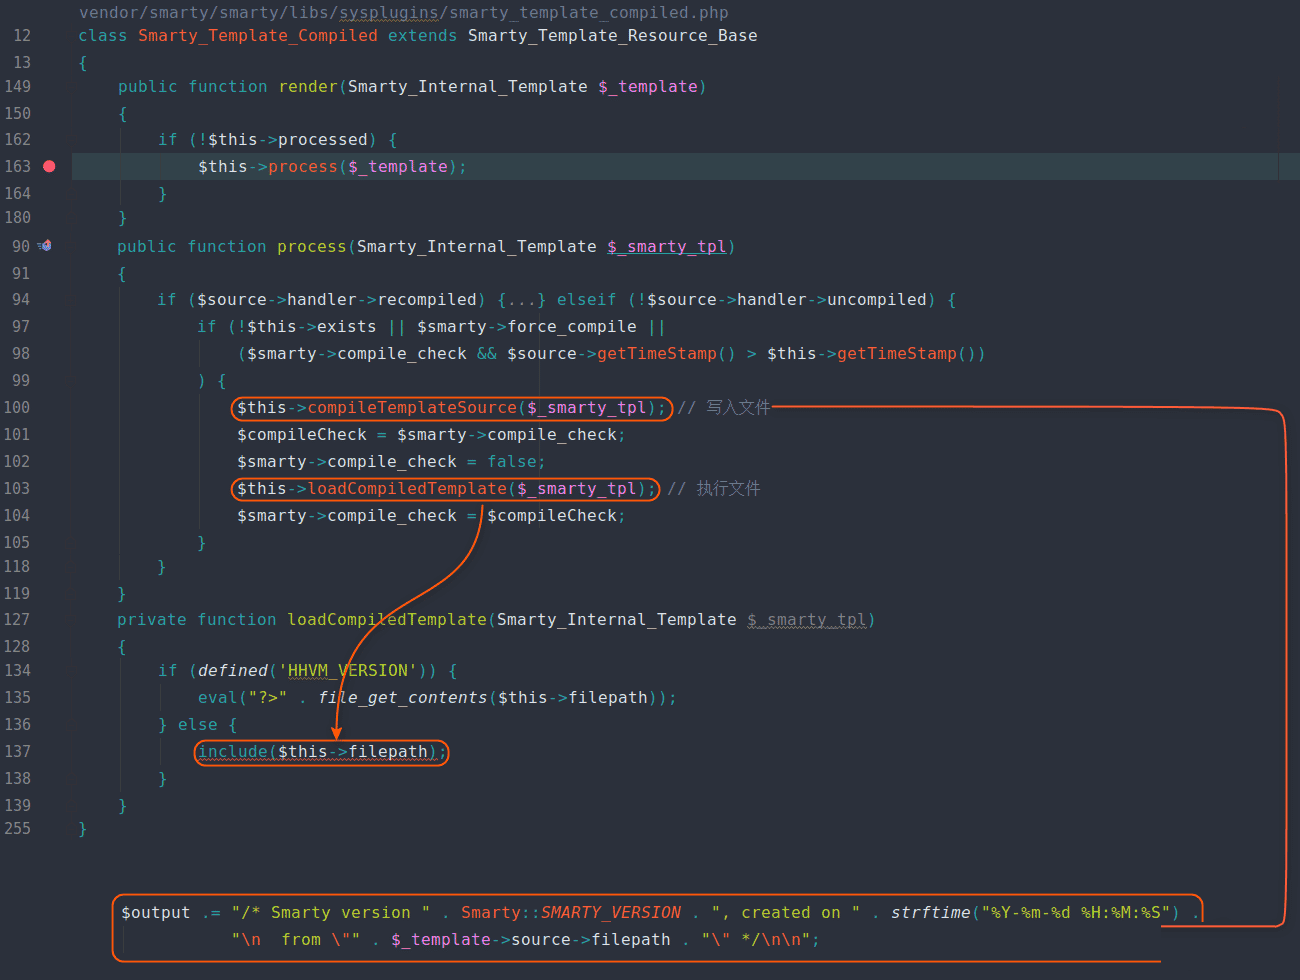 vendor/smarty/smarty/libs/sysplugins/smarty_template_compiled.php
12 class Smarty_Template_Compiled extends Smarty_Template_Resource_Base
13 {
149 public function render(Smarty_Internal_Template $_template)
150 {
162 if (!$this->processed) {
163 $this->process($_template);
164 }
180 }
90 public function process(Smarty_Internal_Template $_smarty_tpl)
91 {
94 if ($source->handler->recompiled) {...} elseif (!$source->handler->uncompiled) {
97 if (!$this->exists || $smarty->force_compile ||
98 ($smarty->compile_check && $source->getTimeStamp() > $this->getTimeStamp())
99 ) {
100 $this->compileTemplateSource($_smarty_tpl); // 写入文件
101 $compileCheck = $smarty->compile_check;
102 $smarty->compile_check = false;
103 $this->loadCompiledTemplate($_smarty_tpl); // 执行文件
104 $smarty->compile_check = $compileCheck;
105 }
118 }
119 }
127 private function loadCompiledTemplate(Smarty_Internal_Template $_smarty_tpl)
128 {
134 if (defined('HHVM_VERSION')) {
135 eval("?>" . file_get_contents($this->filepath));
136 } else {
137 include($this->filepath);
138 }
139 }
255 }
$output .= "/* Smarty version " . Smarty::SMARTY_VERSION . ", created on " . strftime("%Y-%m-%d %H:%M:%S") .
"\n  from \"" . $_template->source->filepath . "\" */\n\n";